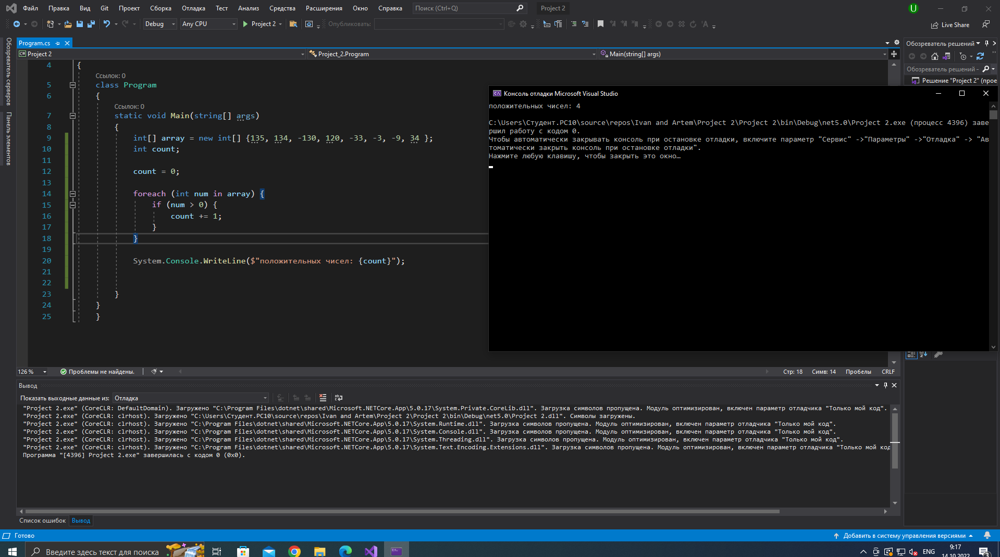 Файл Правка Вид Git Проект Сборка Отладка Тест Анализ Средства Расширения Окно Справка Поиск (Ctrl+Q) Project 2 U
Debug Any CPU Project 2 Опубликовать: Live Share
Обозреватель серверов
Панель элементов
Program.cs
Project 2 Project_2.Program Main(string[] args)
Обозреватель решений
Обозреватель решений -
Решение "Project 2" (прое
4 {
Ссылок: 0
5 class Program
6 {
Ссылок: 0
7 static void Main(string[] args)
8 {
9 int[] array = new int[] {135, 134, -130, 120, -33, -3, -9, 34 };
10 int count;
11
12 count = 0;
13
14 foreach (int num in array) {
15 if (num > 0) {
16 count += 1;
17 }
18 }
19
20 System.Console.WriteLine($"положительных чисел: {count}");
21
22
23 }
24 }
25 }
Консоль отладки Microsoft Visual Studio
положительных чисел: 4
C:\Users\Студент.PC10\source\repos\Ivan and Artem\Project 2\Project 2\bin\Debug\net5.0\Project 2.exe (процесс 4396) заве
ршил работу с кодом 0.
Чтобы автоматически закрывать консоль при остановке отладки, включите параметр "Сервис" ->"Параметры" ->"Отладка" -> "Ав
томатически закрыть консоль при остановке отладки".
Нажмите любую клавишу, чтобы закрыть это окно…
126 % Проблемы не найдены. Стр: 18 Симв: 14 Пробелы CRLF
Вывод
Показать выходные данные из: Отладка
"Project 2.exe" (CoreCLR: DefaultDomain). Загружено "C:\Program Files\dotnet\shared\Microsoft.NETCore.App\5.0.17\System.Private.CoreLib.dll". Загрузка символов пропущена. Модуль оптимизирован, включен параметр отладчика "Только мой код".
"Project 2.exe" (CoreCLR: clrhost). Загружено "C:\Users\Студент.PC10\source\repos\Ivan and Artem\Project 2\Project 2\bin\Debug\net5.0\Project 2.dll". Символы загружены.
"Project 2.exe" (CoreCLR: clrhost). Загружено "C:\Program Files\dotnet\shared\Microsoft.NETCore.App\5.0.17\System.Runtime.dll". Загрузка символов пропущена. Модуль оптимизирован, включен параметр отладчика "Только мой код".
"Project 2.exe" (CoreCLR: clrhost). Загружено "C:\Program Files\dotnet\shared\Microsoft.NETCore.App\5.0.17\System.Console.dll". Загрузка символов пропущена. Модуль оптимизирован, включен параметр отладчика "Только мой код".
"Project 2.exe" (CoreCLR: clrhost). Загружено "C:\Program Files\dotnet\shared\Microsoft.NETCore.App\5.0.17\System.Threading.dll". Загрузка символов пропущена. Модуль оптимизирован, включен параметр отладчика "Только мой код".
"Project 2.exe" (CoreCLR: clrhost). Загружено "C:\Program Files\dotnet\shared\Microsoft.NETCore.App\5.0.17\System.Text.Encoding.Extensions.dll". Загрузка символов пропущена. Модуль оптимизирован, включен параметр отладчика "Только мой код
Программа "[4396] Project 2.exe" завершилась с кодом 0 (0x0).
Список ошибок Вывод
Готово Добавить в систему управления версиями
Введите здесь текст для поиска ENG 9:17
14.10.2022 3